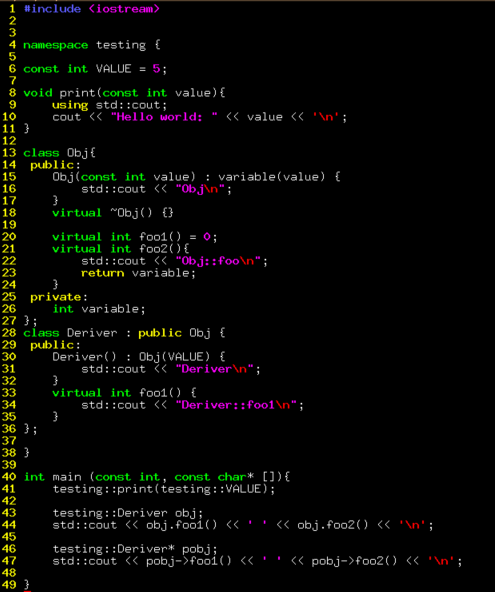 1 #include <iostream>
2
3
4 namespace testing {
5
6 const int VALUE = 5;
7
8 void print(const int value){
9     using std::cout;
10     cout << "Hello world: " << value << '\n';
11 }
12
13 class Obj{
14  public:
15     Obj(const int value) : variable(value) {
16         std::cout << "Obj\n";
17     }
18     virtual ~Obj() {}
19
20     virtual int foo1() = 0;
21     virtual int foo2(){
22         std::cout << "Obj::foo\n";
23         return variable;
24     }
25  private:
26     int variable;
27 };
28 class Deriver : public Obj {
29  public:
30     Deriver() : Obj(VALUE) {
31         std::cout << "Deriver\n";
32     }
33     virtual int foo1() {
34         std::cout << "Deriver::foo1\n";
35     }
36 };
37
38 }
39
40 int main (const int, const char* []){
41     testing::print(testing::VALUE);
42
43     testing::Deriver obj;
44     std::cout << obj.foo1() << ' ' << obj.foo2() << '\n';
45
46     testing::Deriver* pobj;
47     std::cout << pobj->foo1() << ' ' << pobj->foo2() << '\n';
48
49 }